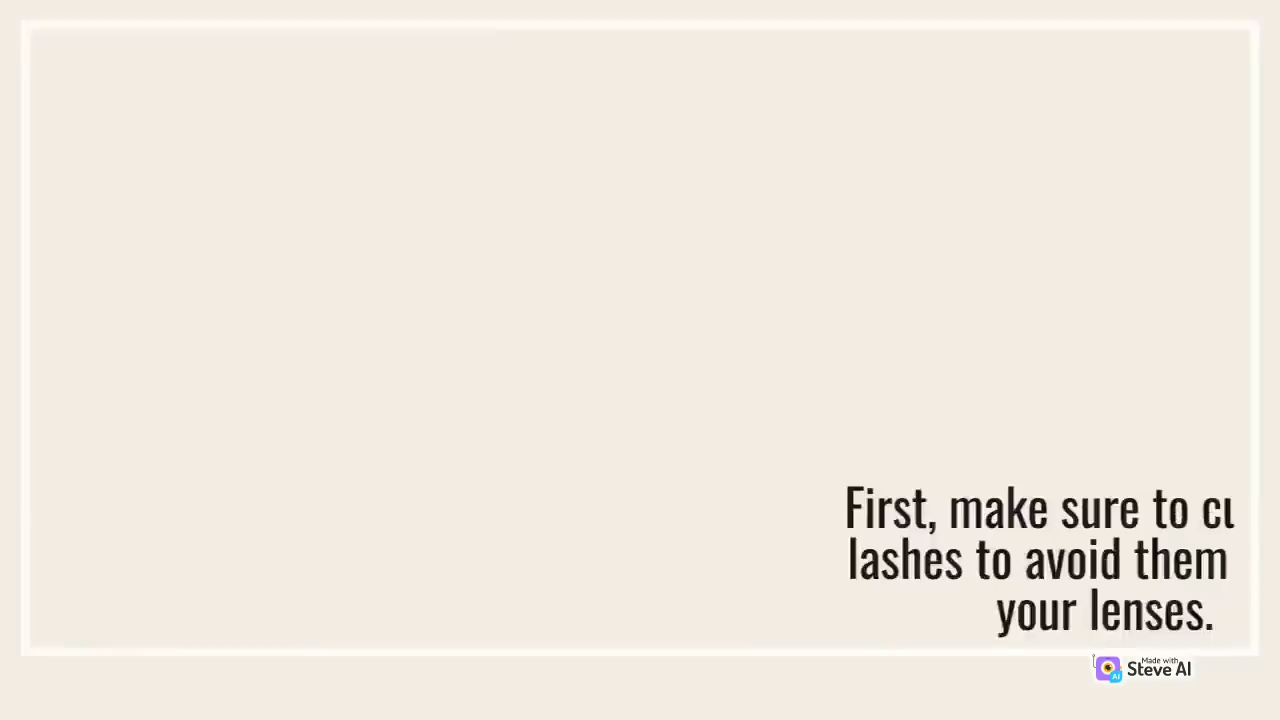 First, make sure to
lashes to avoid them
your lenses.
Made with
Steve AI